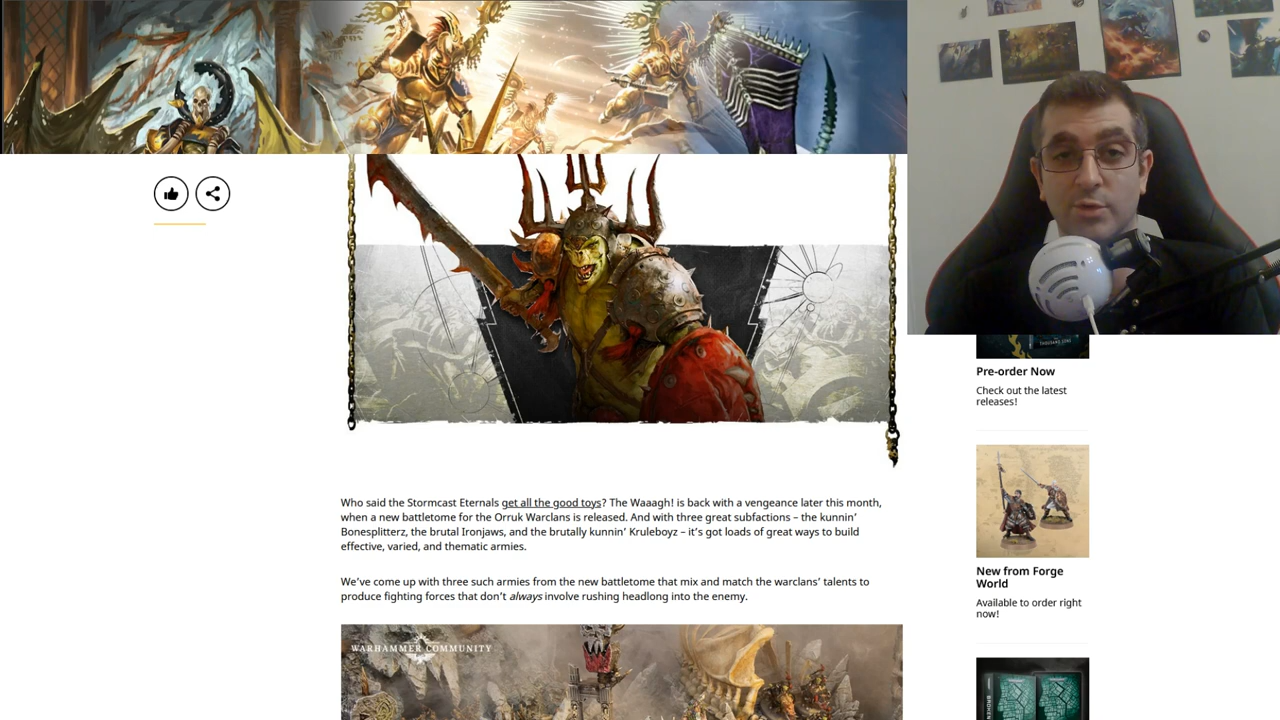 Who said the Stormcast Eternals get all the good toys? The Waaagh! is back with a vengeance later this month,
when a new battletome for the Orruk Warclans is released. And with three great subfactions – the kunnin’
Bonesplitterz, the brutal Ironjaws, and the brutally kunnin’ Kruleboyz – it’s got loads of great ways to build
effective, varied, and thematic armies.
We’ve come up with three such armies from the new battletome that mix and match the warclans’ talents to
produce fighting forces that don’t always involve rushing headlong into the enemy.
WARHAMMER COMMUNITY
Pre-order Now
Check out the latest
releases!
New from Forge
World
Available to order right
now!